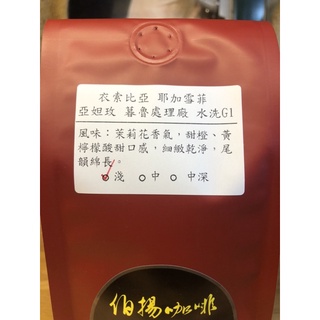 衣索比亞 耶加雪菲
亞妲玫 暮魯處理廠 水洗G1
風味：茉莉花香氣，甜橙、黃
檸檬酸甜口感，細緻乾淨，尾
韻綿長。
淺 中 中深
伯揚咖啡